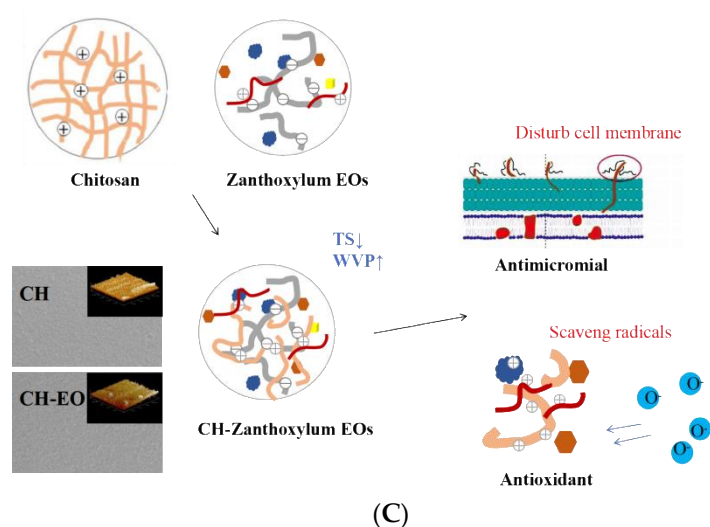 Chitosan
Zanthoxylum EOs
Disturb cell membrane
Antimicromial
TS↓
WVP↑
CH
CH-EO
CH-Zanthoxylum EOs
Scaveng radicals
O-
O-
O-
O-
Antioxidant
(C)